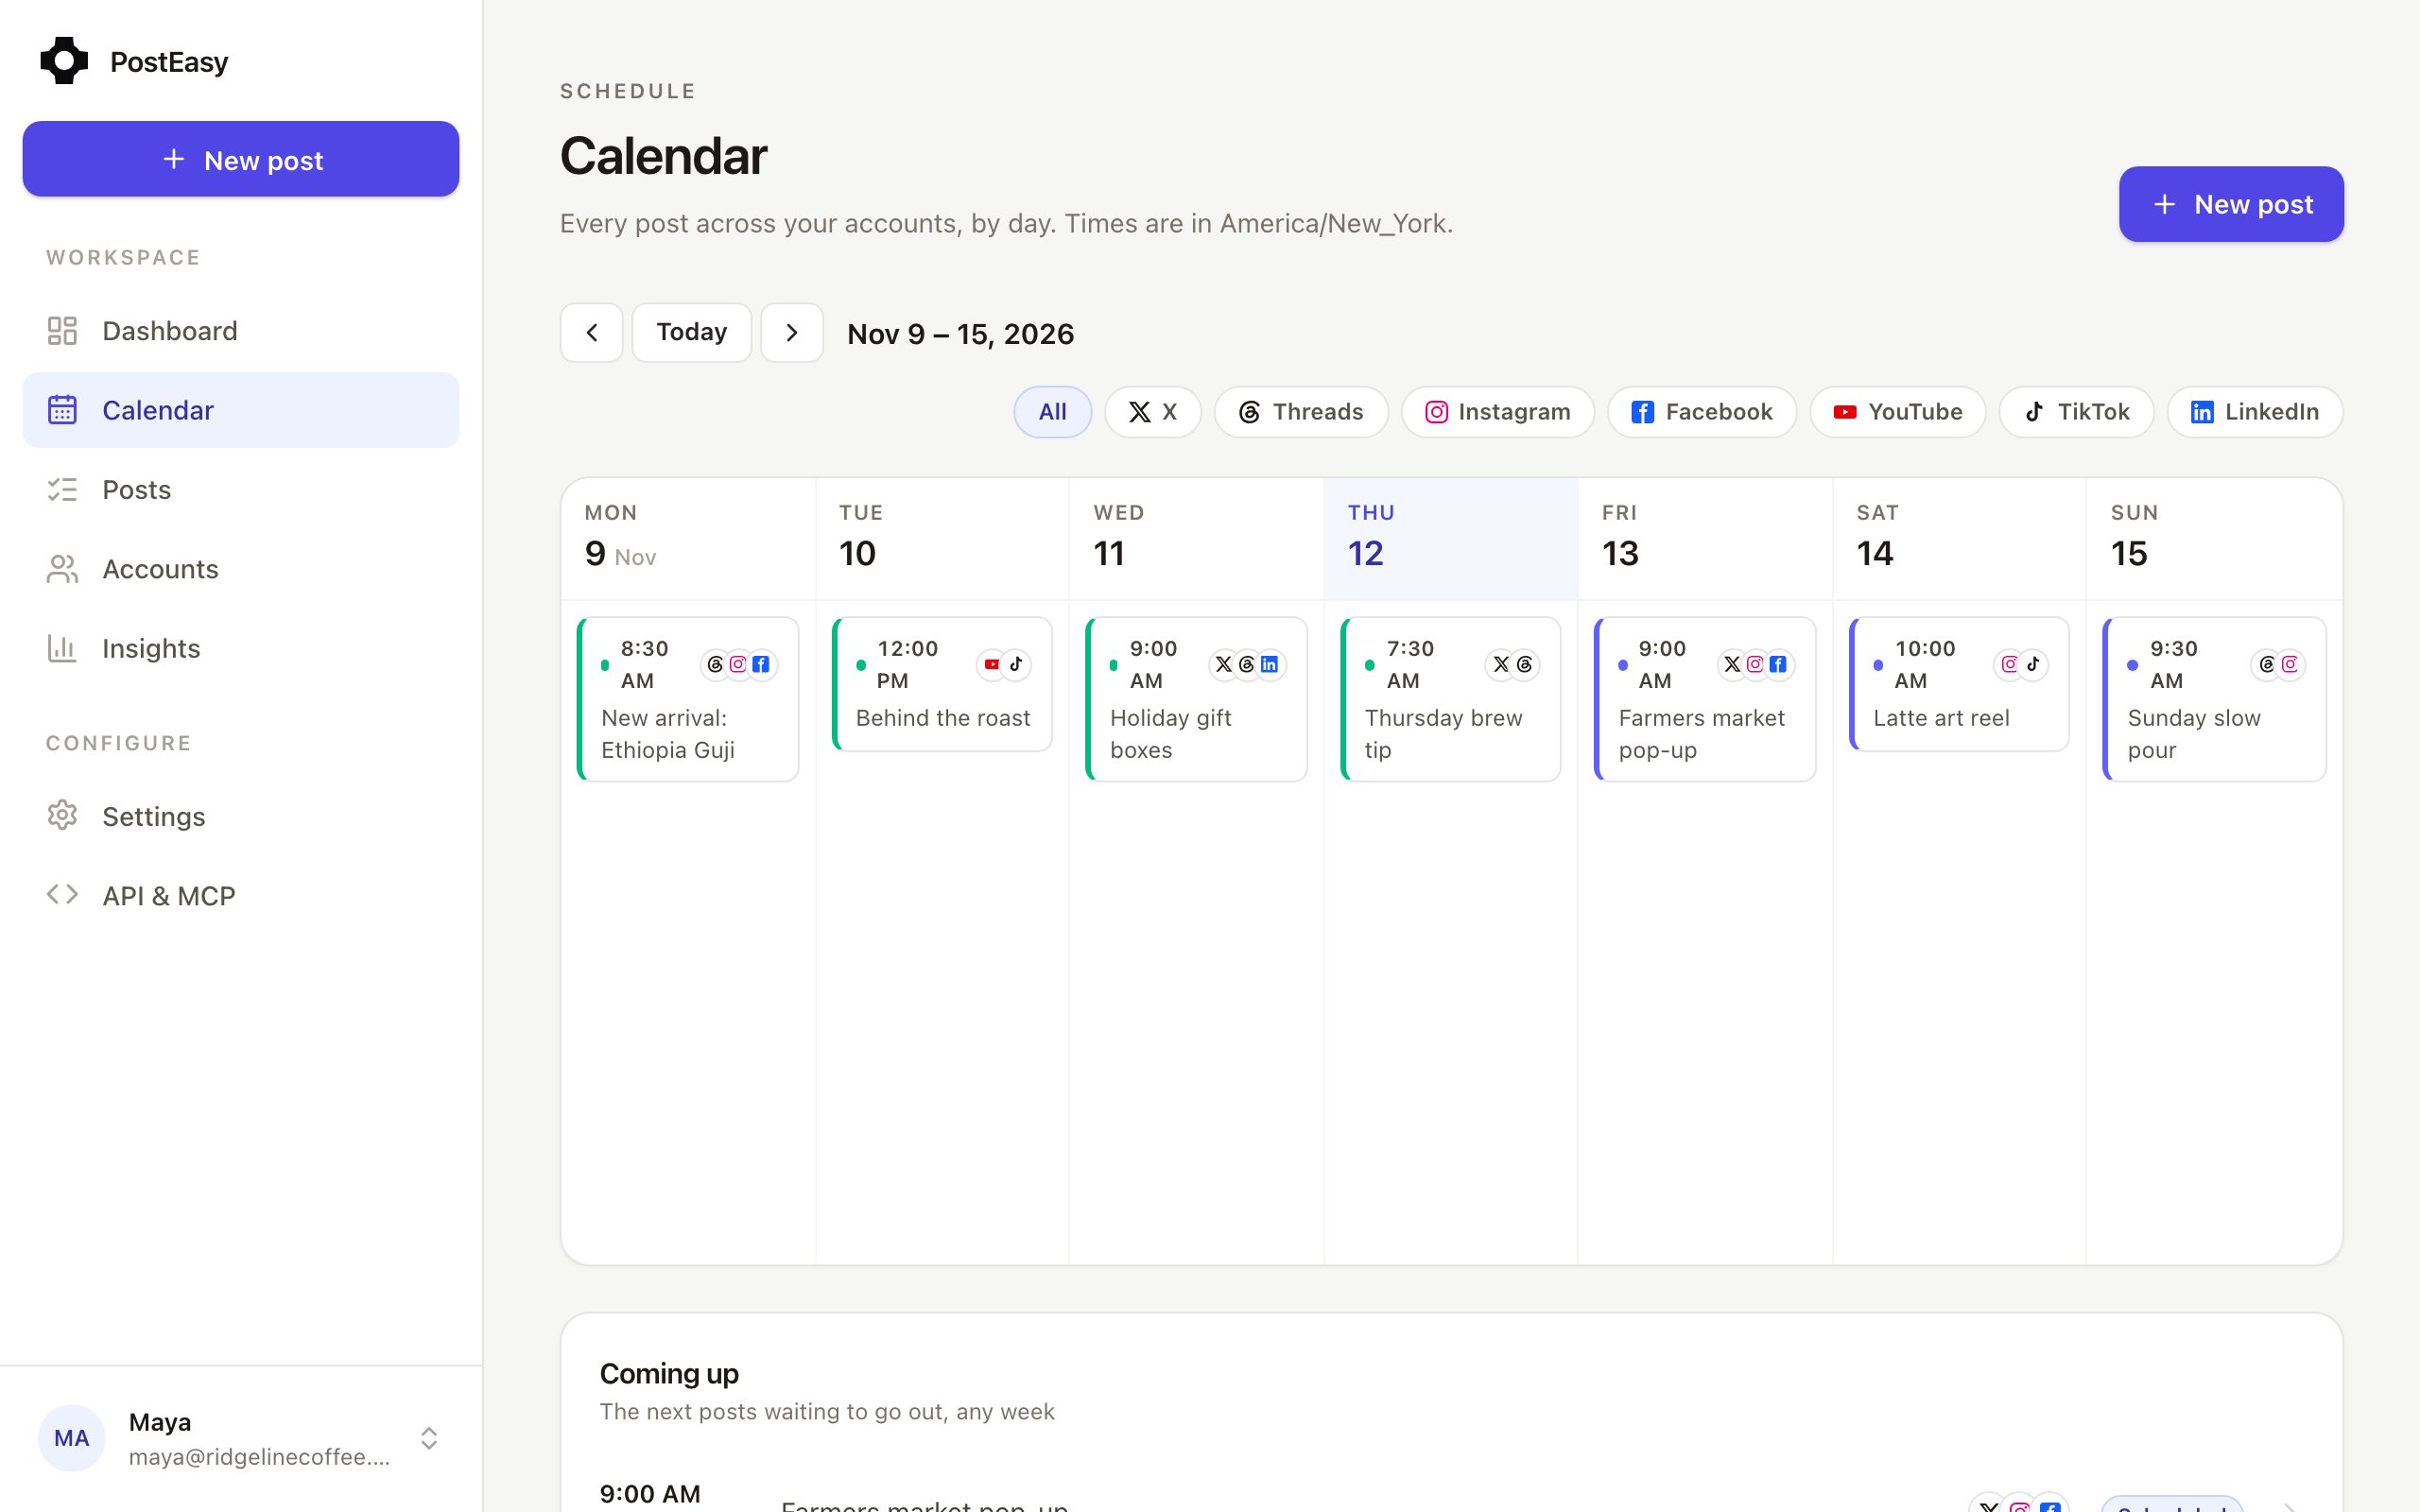 PostEasy
New post
WORKSPACE
Dashboard
Calendar
Posts
Accounts
Insights
CONFIGURE
Settings
API & MCP
MA
Maya
maya@ridgelinecoffee....
SCHEDULE
Calendar
Every post across your accounts, by day. Times are in America/New_York.
New post
Today
Nov 9 – 15, 2026
All
X
Threads
Instagram
Facebook
YouTube
TikTok
LinkedIn
MON
9 Nov
TUE
10
WED
11
THU
12
FRI
13
SAT
14
SUN
15
8:30
AM
New arrival:
Ethiopia Guji
12:00
PM
Behind the roast
9:00
AM
Holiday gift
boxes
7:30
AM
Thursday brew
tip
9:00
AM
Farmers market
pop-up
10:00
AM
Latte art reel
9:30
AM
Sunday slow
pour
Coming up
The next posts waiting to go out, any week
9:00 AM
Farmers market pop-up
Scheduled